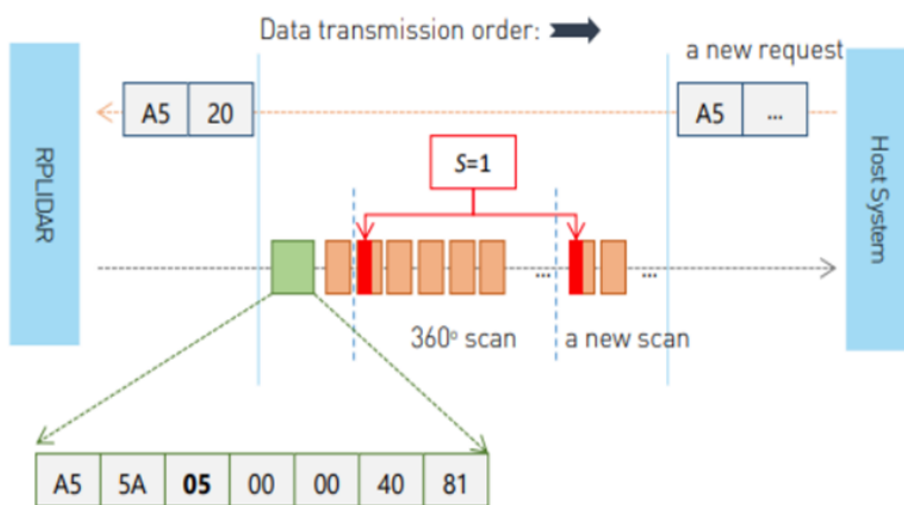 Data transmission order:
a new request
A5 20
A5 ...
RPLIDAR
Host System
S=1
... ...
360º scan
a new scan
A5 5A 05 00 00 40 81